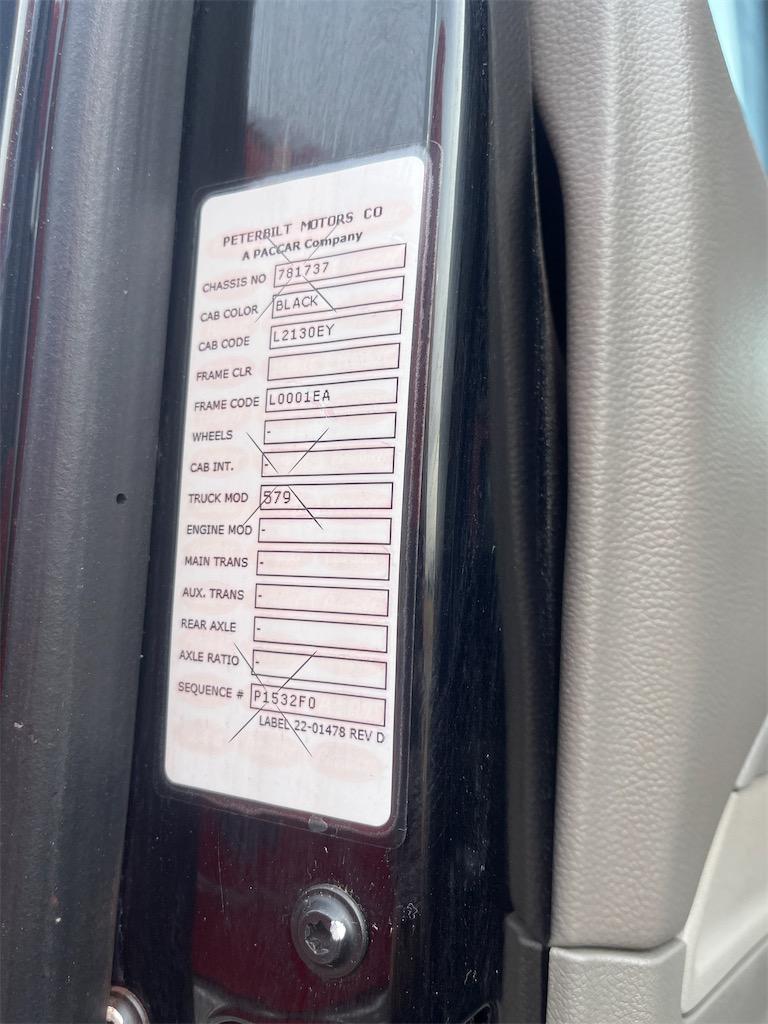 PETERBILT MOTORS CO
A PACCAR Company
CHASSIS NO 781737
CAB COLOR BLACK
CAB CODE L2130EY
FRAME CLR
FRAME CODE L0001EA
WHEELS -
CAB INT. -
TRUCK MOD 579
ENGINE MOD -
MAIN TRANS -
AUX. TRANS -
REAR AXLE -
AXLE RATIO -
SEQUENCE # P1532F0
LABEL 22-01478 REV D